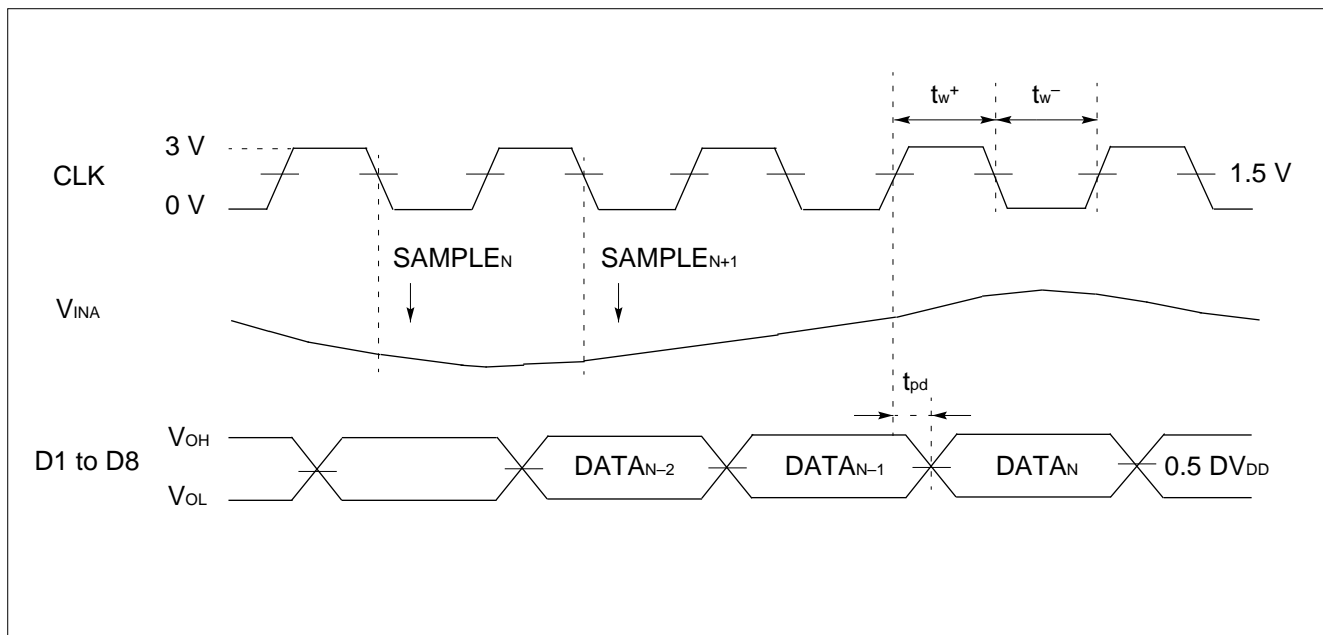 tw+ tw–
3 V
CLK
1.5 V
0 V
SAMPLEN SAMPLEN+1
VINA
tpd
VOH
D1 to D8
DATAN–2 DATAN–1 DATAN 0.5 DVDD
VOL